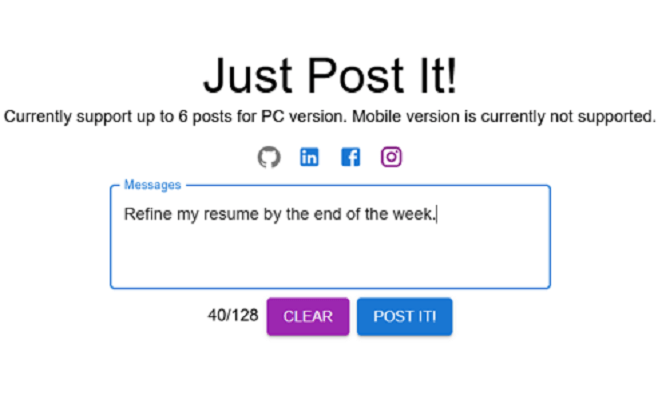 Just Post It!
Currently support up to 6 posts for PC version. Mobile version is currently not supported.
Messages
Refine my resume by the end of the week.
40/128 CLEAR POST IT!